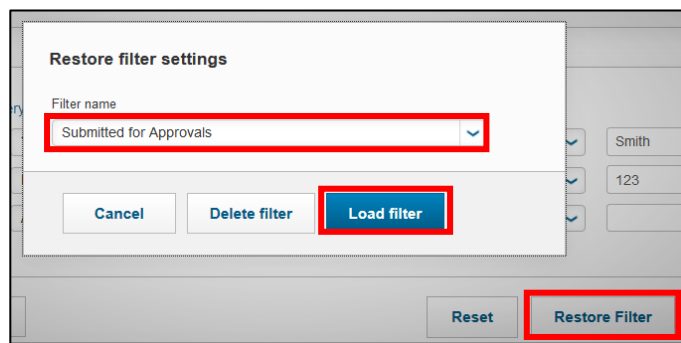 Restore filter settings
Filter name
Submitted for Approvals
Smith
123
Cancel Delete filter Load filter
Reset Restore Filter